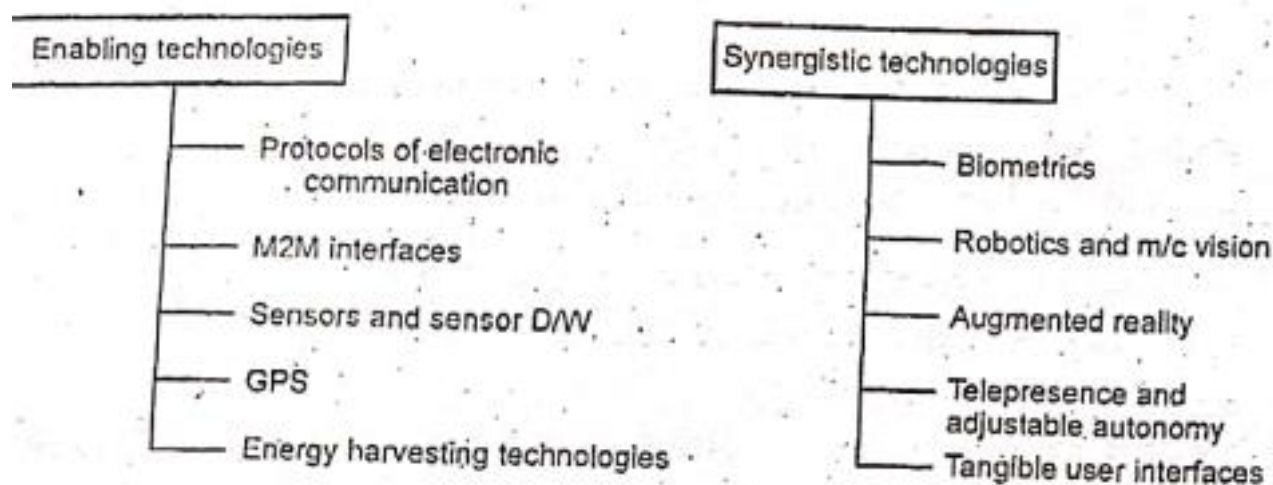 Enabling technologies
Protocols of electronic
communication
M2M interfaces
Sensors and sensor D/W
GPS
Energy harvesting technologies
Synergistic technologies
Biometrics
Robotics and m/c vision
Augmented reality
Telepresence and
adjustable autonomy
Tangible user interfaces